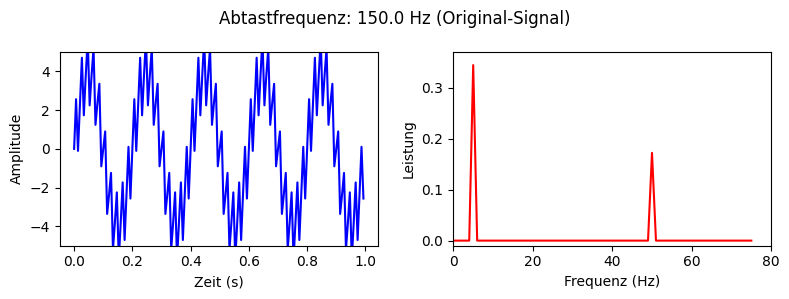 Abtastfrequenz: 150.0 Hz (Original-Signal)
Amplitude
4
2
0
−2
−4
0.0 0.2 0.4 0.6 0.8 1.0
Zeit (s)
Leistung
0.3
0.2
0.1
0.0
0 20 40 60 80
Frequenz (Hz)